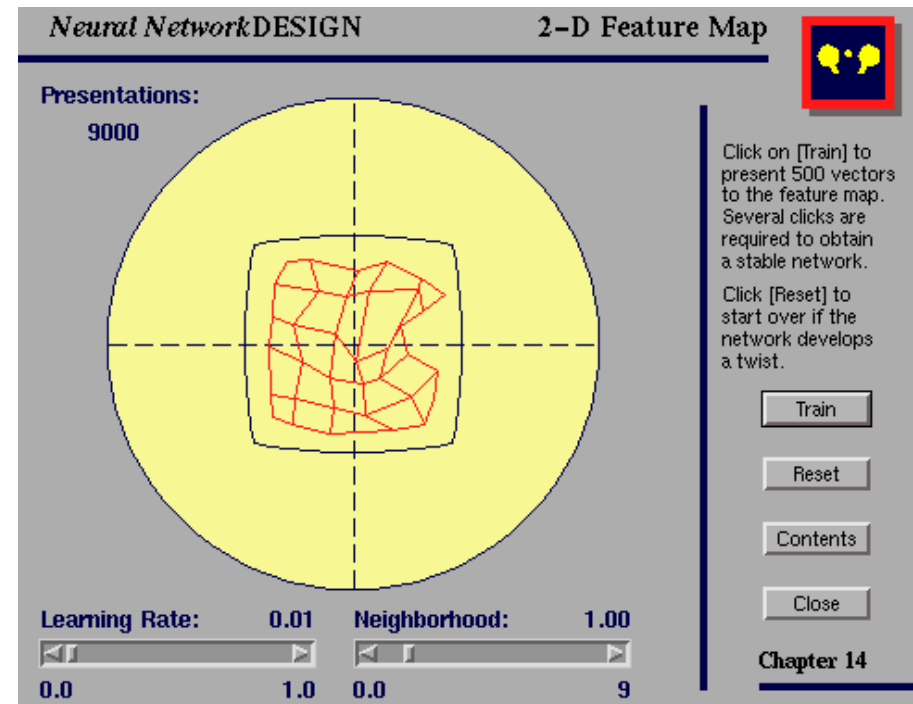 Neural NetworkDESIGN
2-D Feature Map
Presentations:
9000
Click on [Train] to
present 500 vectors
to the feature map.
Several clicks are
required to obtain
a stable network.
Click [Reset] to
start over if the
network develops
a twist.
Train
Reset
Contents
Close
Learning Rate: 0.01
0.0 1.0
Neighborhood: 1.00
0.0 9
Chapter 14